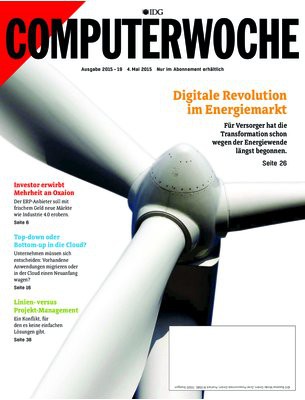 IDG
COMPUTERWOCHE
Ausgabe 2015 – 19 4. Mai 2015 Nur im Abonnement erhältlich
Digitale Revolution
im Energiemarkt
Für Versorger hat die
Transformation schon
wegen der Energiewende
längst begonnen.
Seite 26
Investor erwirbt
Mehrheit an Oxaion
Der ERP-Anbieter soll mit
frischem Geld neue Märkte
wie Industrie 4.0 erobern.
Seite 6
Top-down oder
Bottom-up in die Cloud?
Unternehmen müssen sich
entscheiden: Vorhandene
Anwendungen migrieren oder
in der Cloud einen Neuanfang
wagen?
Seite 16
Linien- versus
Projekt-Management
Ein Konflikt, für
den es keine einfachen
Lösungen gibt.
Seite 38